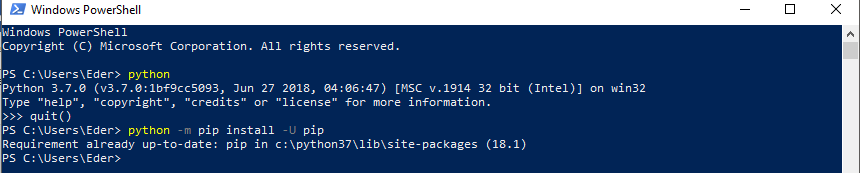 Windows PowerShell
Windows PowerShell
Copyright (C) Microsoft Corporation. All rights reserved.
PS C:\Users\Eder> python
Python 3.7.0 (v3.7.0:1bf9cc5093, Jun 27 2018, 04:06:47) [MSC v.1914 32 bit (Intel)] on win32
Type "help", "copyright", "credits" or "license" for more information.
>>> quit()
PS C:\Users\Eder> python -m pip install -U pip
Requirement already up-to-date: pip in c:\python37\lib\site-packages (18.1)
PS C:\Users\Eder>